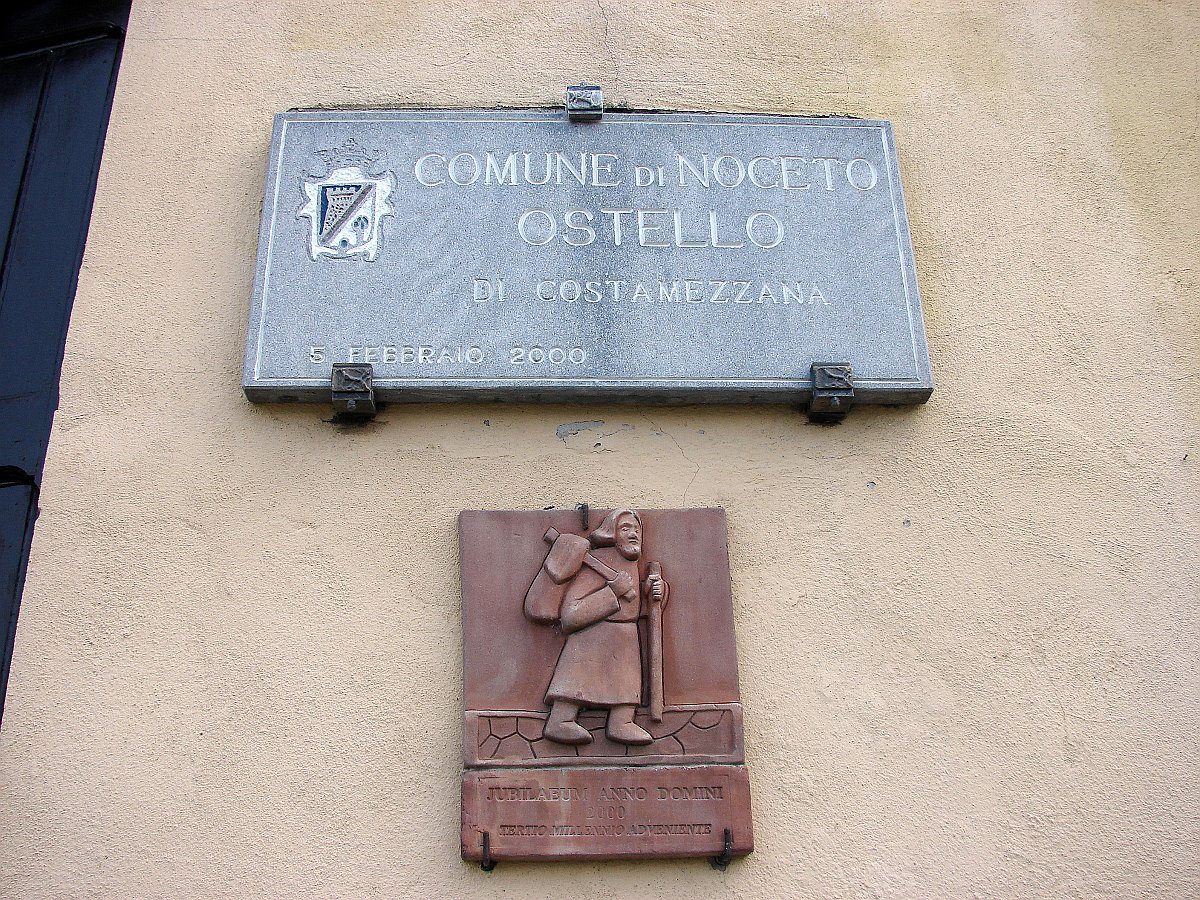 COMUNE DI NOCETO
OSTELLO
DI COSTAMEZZANA
5 FEBBRAIO 2000
JUBILAEUM ANNO DOMINI
2000
TERTIO MILLENNIO ADVENIENTE